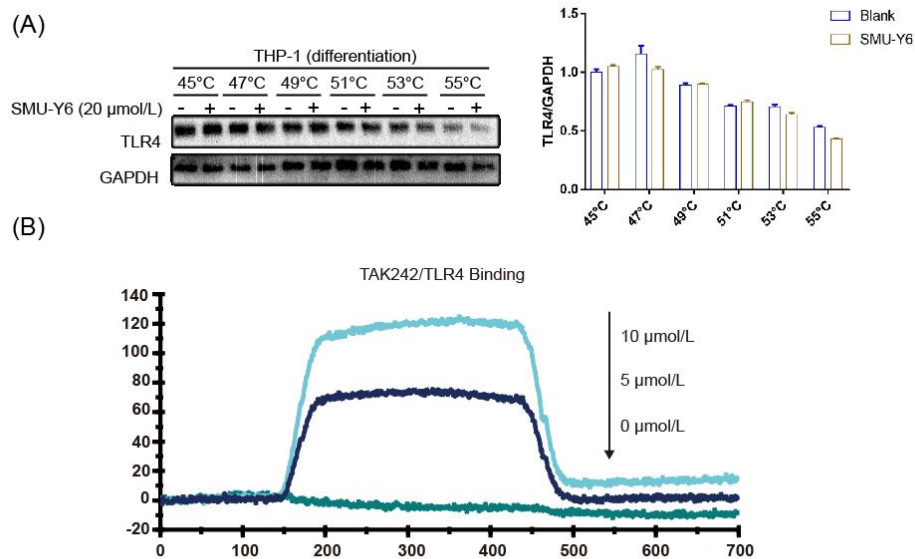 (A)
THP-1 (differentiation)
45°C 47°C 49°C 51°C 53°C 55°C
SMU-Y6 (20 μmol/L) - + - + - + - + - + - +
TLR4
GAPDH
Blank
SMU-Y6
TLR4/GAPDH
1.5
1.0
0.5
0.0
45°C 47°C 49°C 51°C 53°C 55°C
(B)
TAK242/TLR4 Binding
140
120
100
80
60
40
20
0
-20
0 100 200 300 400 500 600 700
10 μmol/L
5 μmol/L
0 μmol/L